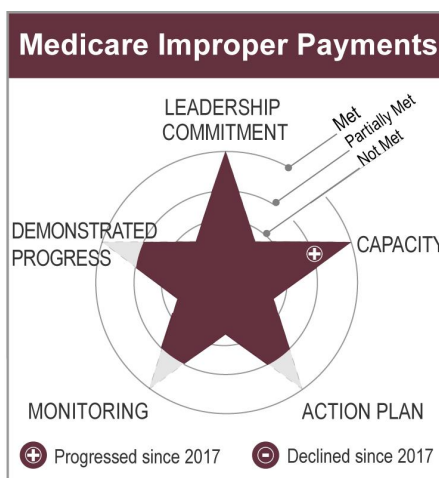 Medicare Improper Payments
LEADERSHIP
COMMITMENT
Met
Partially Met
Not Met
DEMONSTRATED
PROGRESS
CAPACITY
MONITORING
ACTION PLAN
Progressed since 2017
Declined since 2017